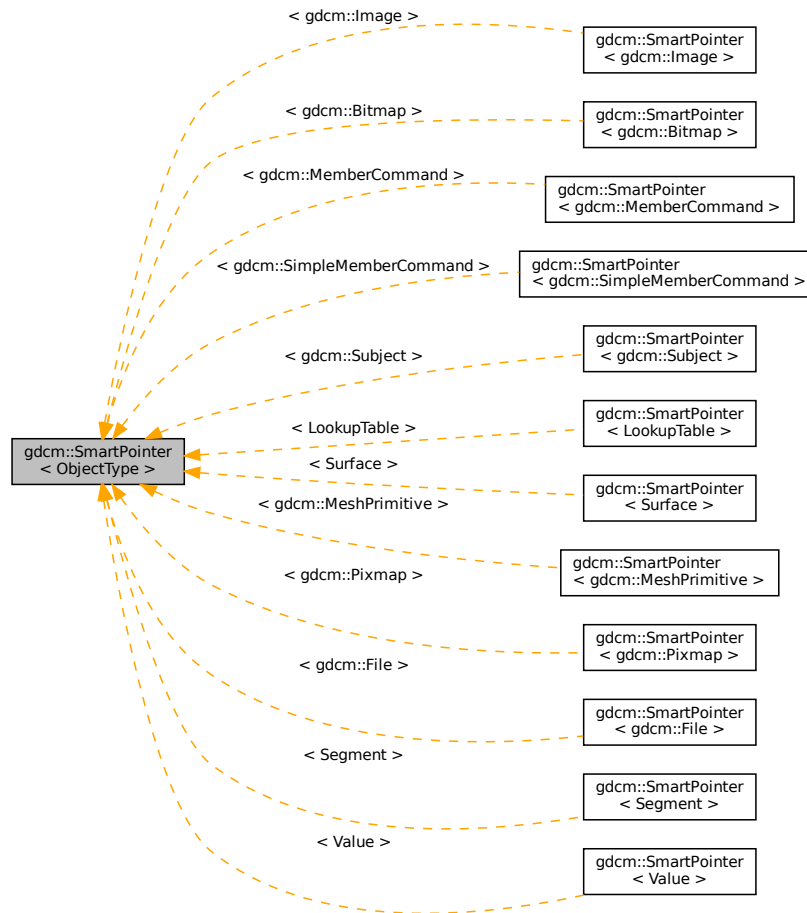 < gdcm::Image >
gdcm::SmartPointer
< gdcm::Image >
< gdcm::Bitmap >
gdcm::SmartPointer
< gdcm::Bitmap >
< gdcm::MemberCommand >
gdcm::SmartPointer
< gdcm::MemberCommand >
< gdcm::SimpleMemberCommand >
gdcm::SmartPointer
< gdcm::SimpleMemberCommand >
< gdcm::Subject >
gdcm::SmartPointer
< gdcm::Subject >
< LookupTable >
gdcm::SmartPointer
< LookupTable >
gdcm::SmartPointer
< ObjectType >
< Surface >
gdcm::SmartPointer
< Surface >
< gdcm::MeshPrimitive >
gdcm::SmartPointer
< gdcm::MeshPrimitive >
< gdcm::Pixmap >
gdcm::SmartPointer
< gdcm::Pixmap >
< gdcm::File >
gdcm::SmartPointer
< gdcm::File >
< Segment >
gdcm::SmartPointer
< Segment >
< Value >
gdcm::SmartPointer
< Value >